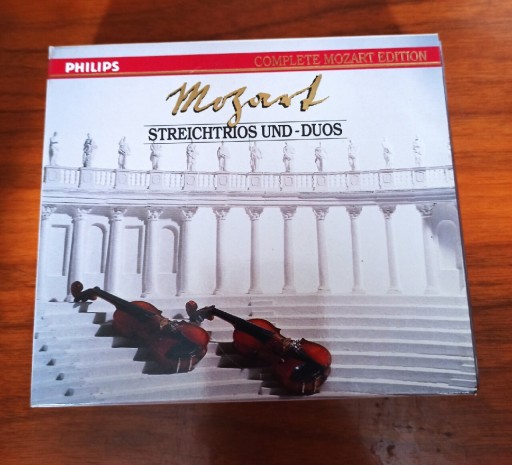 PHILIPS
COMPLETE MOZART EDITION
Mozart
STREICHTRIOS UND -DUOS